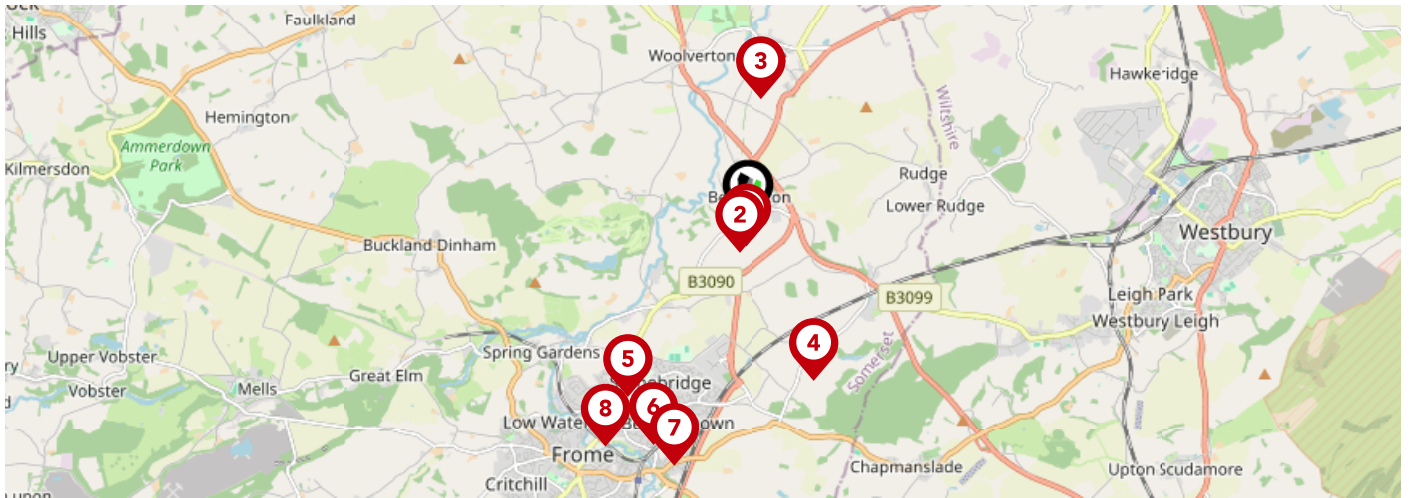 Hills
Faulkland
Woolverton
3
Hawkeridge
Wiltshire
Hemington
Ammerdown
Park
Kilmersdon
Rudge
Lower Rudge
2
Westbury
Buckland Dinham
B3090
B3099
Leigh Park
Westbury Leigh
4
Somerset
Upper Vobster
Spring Gardens
5
Great Elm
Mells
Vobster
8
6
7
Frome
Chapmanslade
Upton Scudamore
Critchill